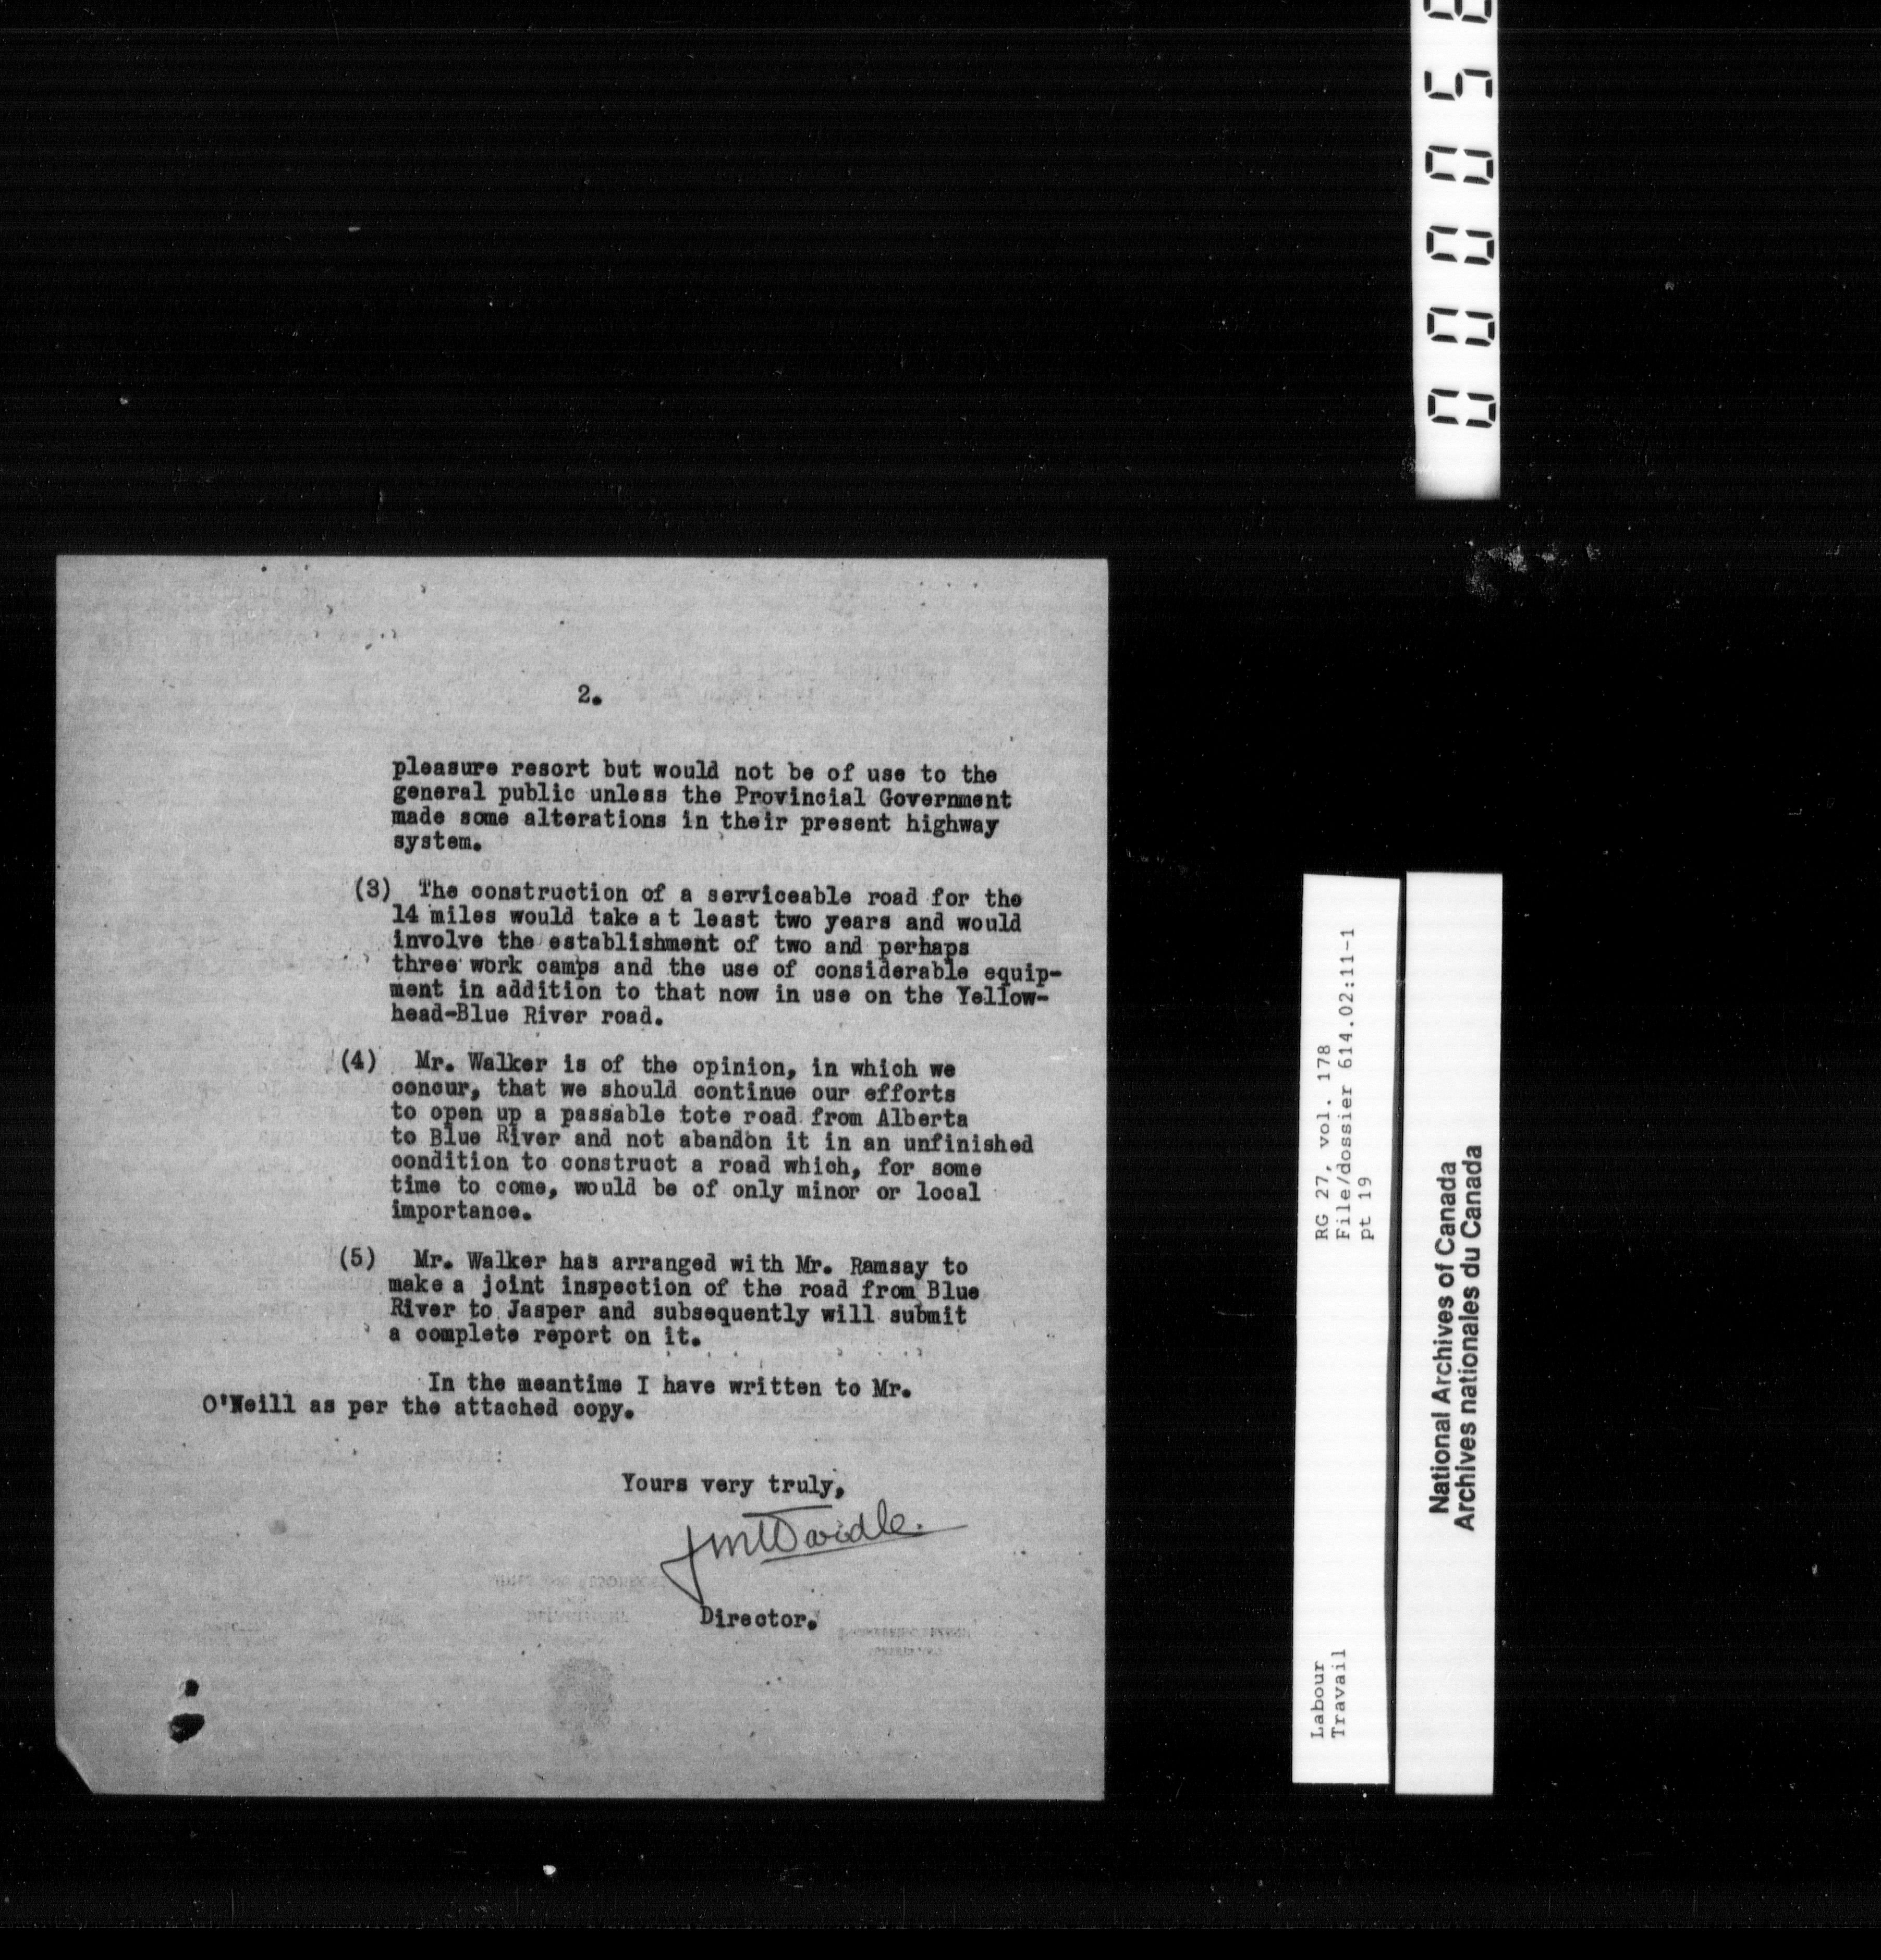 2.
pleasure resort but would not be of use to the
general public unless the Provincial Government
made some alterations in their present highway
system.
(3) The construction of a serviceable road for the
14 miles would take at least two years and would
involve the establishment of two and perhaps
three work camps and the use of considerable equip-
ment in addition to that now in use on the Yellow-
head-Blue River road.
(4) Mr. Walker is of the opinion, in which we
concur, that we should continue our efforts
to open up a passable tote road from Alberta
to Blue River and not abandon it in an unfinished
condition to construct a road which, for some
time to come, would be of only minor or local
importance.
(5) Mr. Walker has arranged with Mr. Ramsay to
make a joint inspection of the road from Blue
River to Jasper and subsequently will submit
a complete report on it.
In the meantime I have written to Mr.
O'Neill as per the attached copy.
Yours very truly,
JMWardle.
Director.
Labour
Travail
RG 27, vol. 178
File/dossier 614.02:11-1
pt 19
National Archives of Canada
Archives nationales du Canada